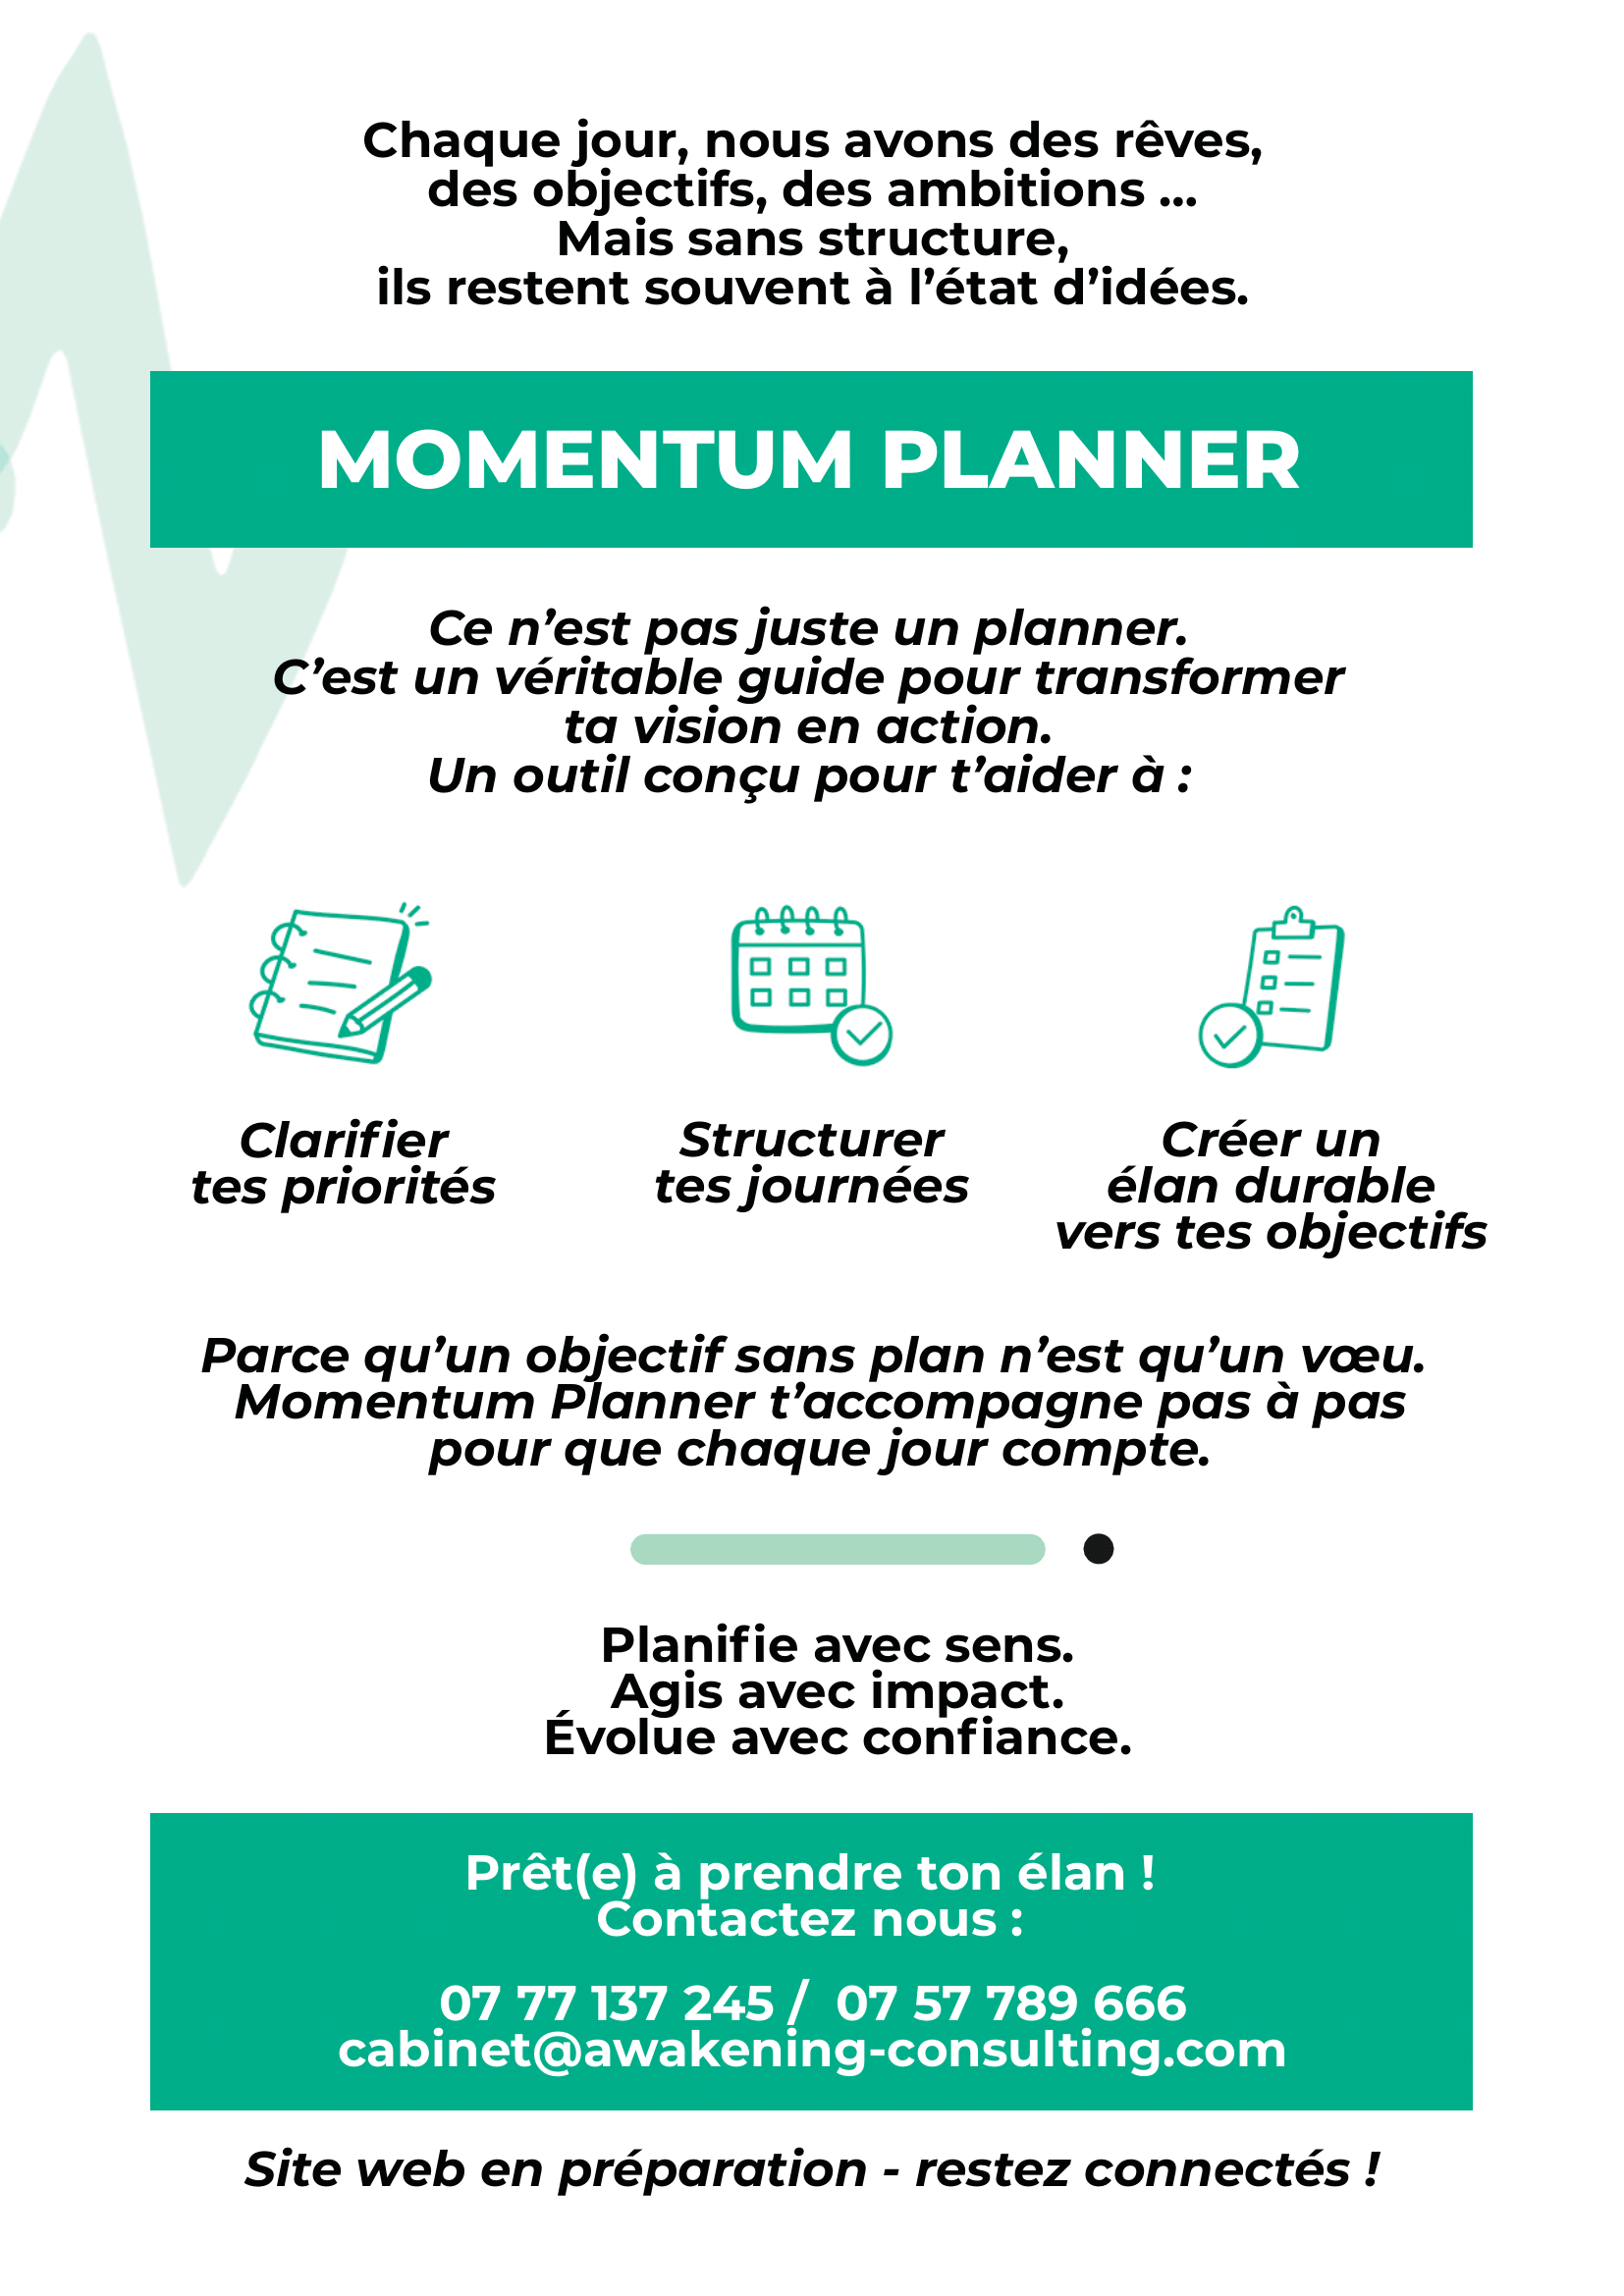 Chaque jour, nous avons des rêves,
des objectifs, des ambitions ...
Mais sans structure,
ils restent souvent à l’état d’idées.
MOMENTUM PLANNER
Ce n’est pas juste un planner.
C’est un véritable guide pour transformer
ta vision en action.
Un outil conçu pour t’aider à :
Clarifier
tes priorités
Structurer
tes journées
Créer un
élan durable
vers tes objectifs
Parce qu’un objectif sans plan n’est qu’un vœu.
Momentum Planner t’accompagne pas à pas
pour que chaque jour compte.
Planifie avec sens.
Agis avec impact.
Évolue avec confiance.
Prêt(e) à prendre ton élan !
Contactez nous :
07 77 137 245 / 07 57 789 666
cabinet@awakening-consulting.com
Site web en préparation - restez connectés !